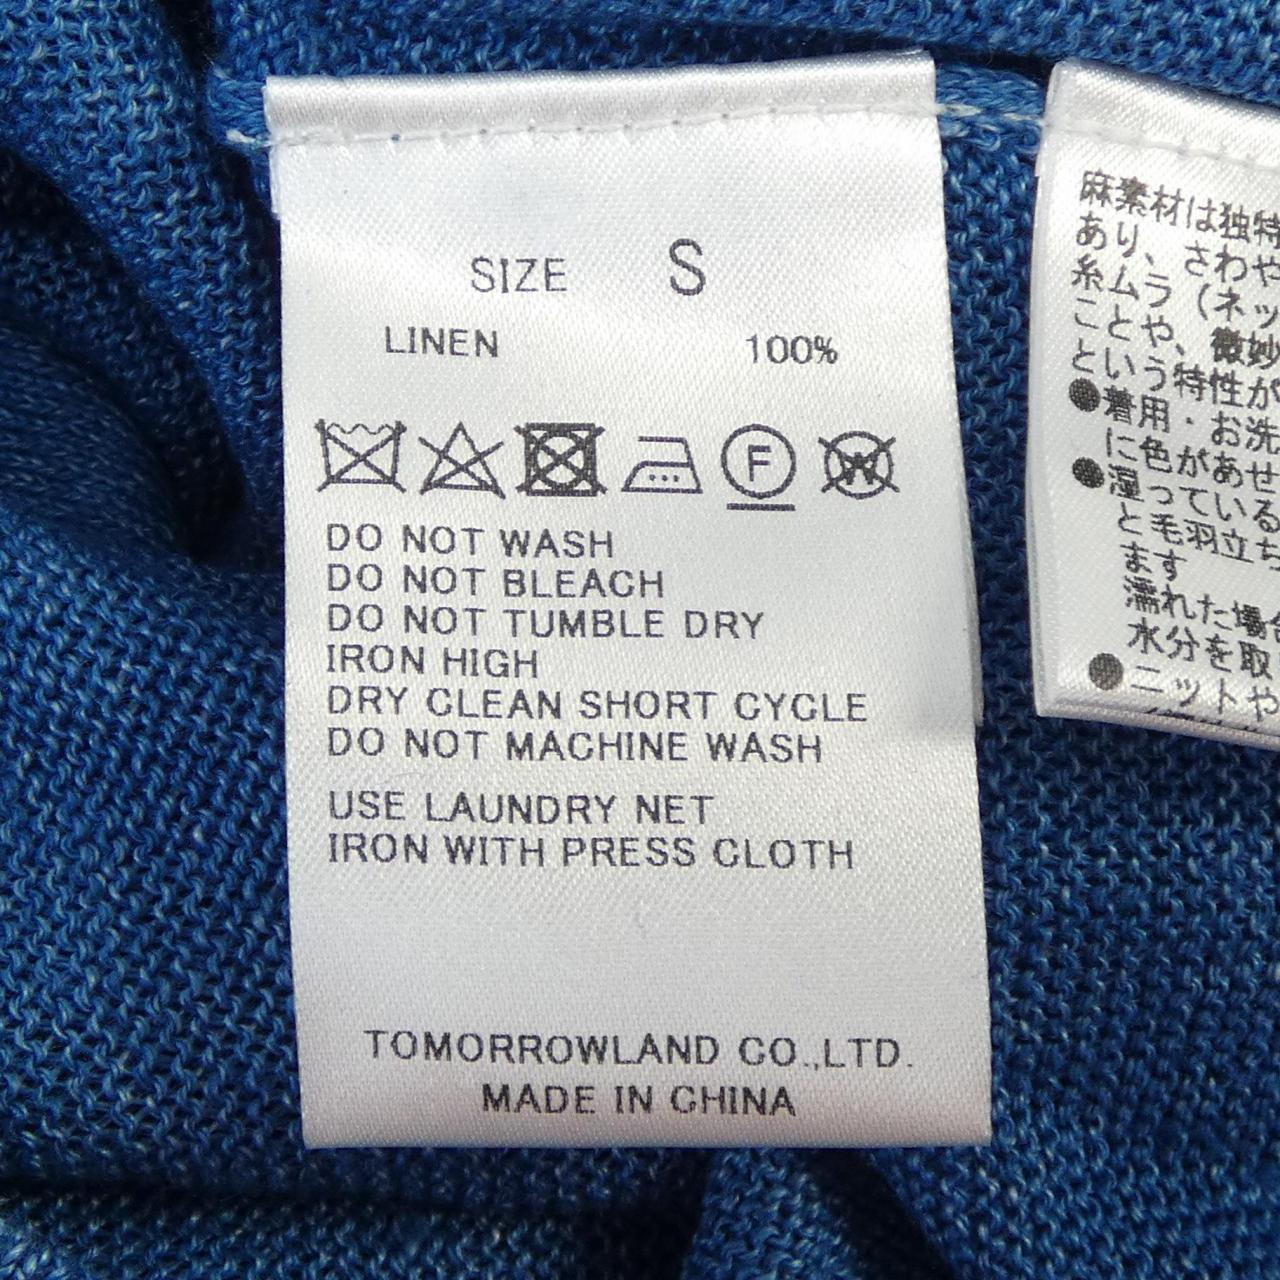 SIZE S
LINEN 100%
F
W
DO NOT WASH
DO NOT BLEACH
DO NOT TUMBLE DRY
IRON HIGH
DRY CLEAN SHORT CYCLE
DO NOT MACHINE WASH
USE LAUNDRY NET
IRON WITH PRESS CLOTH
TOMORROWLAND CO.,LTD.
MADE IN CHINA
麻素材は独特
あり、さわや
糸ムラ（ネッ
ことや、微妙
という特性が
●着用・お洗
に色があせ
●湿っている
と毛羽立ち
ます
濡れた場合
水分を取
●ニットや